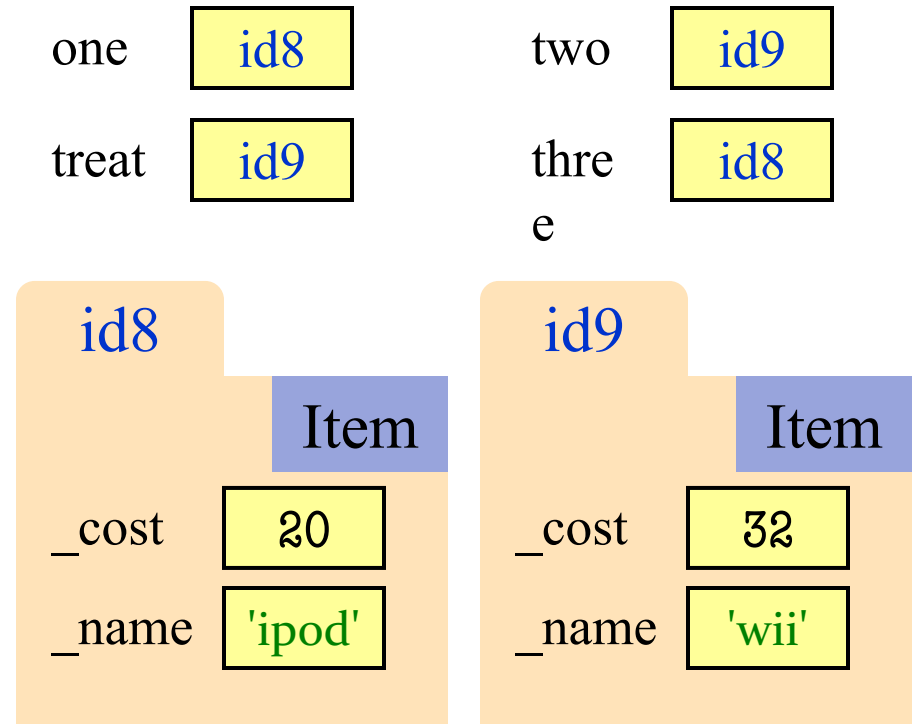 one id8 two id9
treat id9 thre id8
e
id8 id9
Item Item
_cost 20 _cost 32
_name 'ipod' _name 'wii'